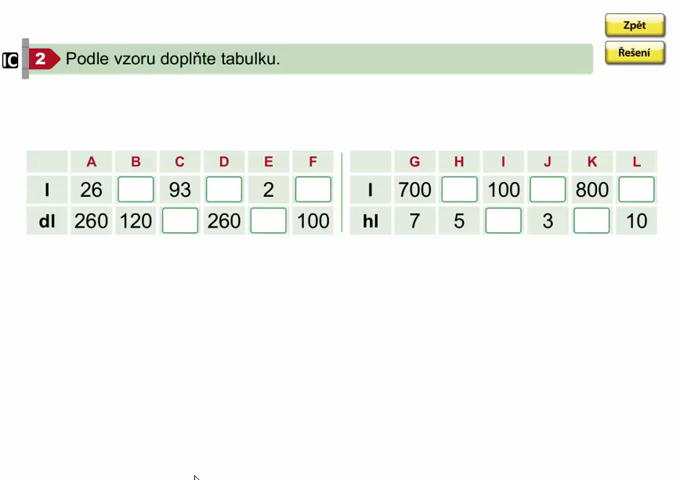 Zpět
Řešení
IC 2 Podle vzoru doplňte tabulku.
A B C D E F
l 26 93 2
dl 260 120 260 100
G H I J K L
l 700 100 800
hl 7 5 3 10